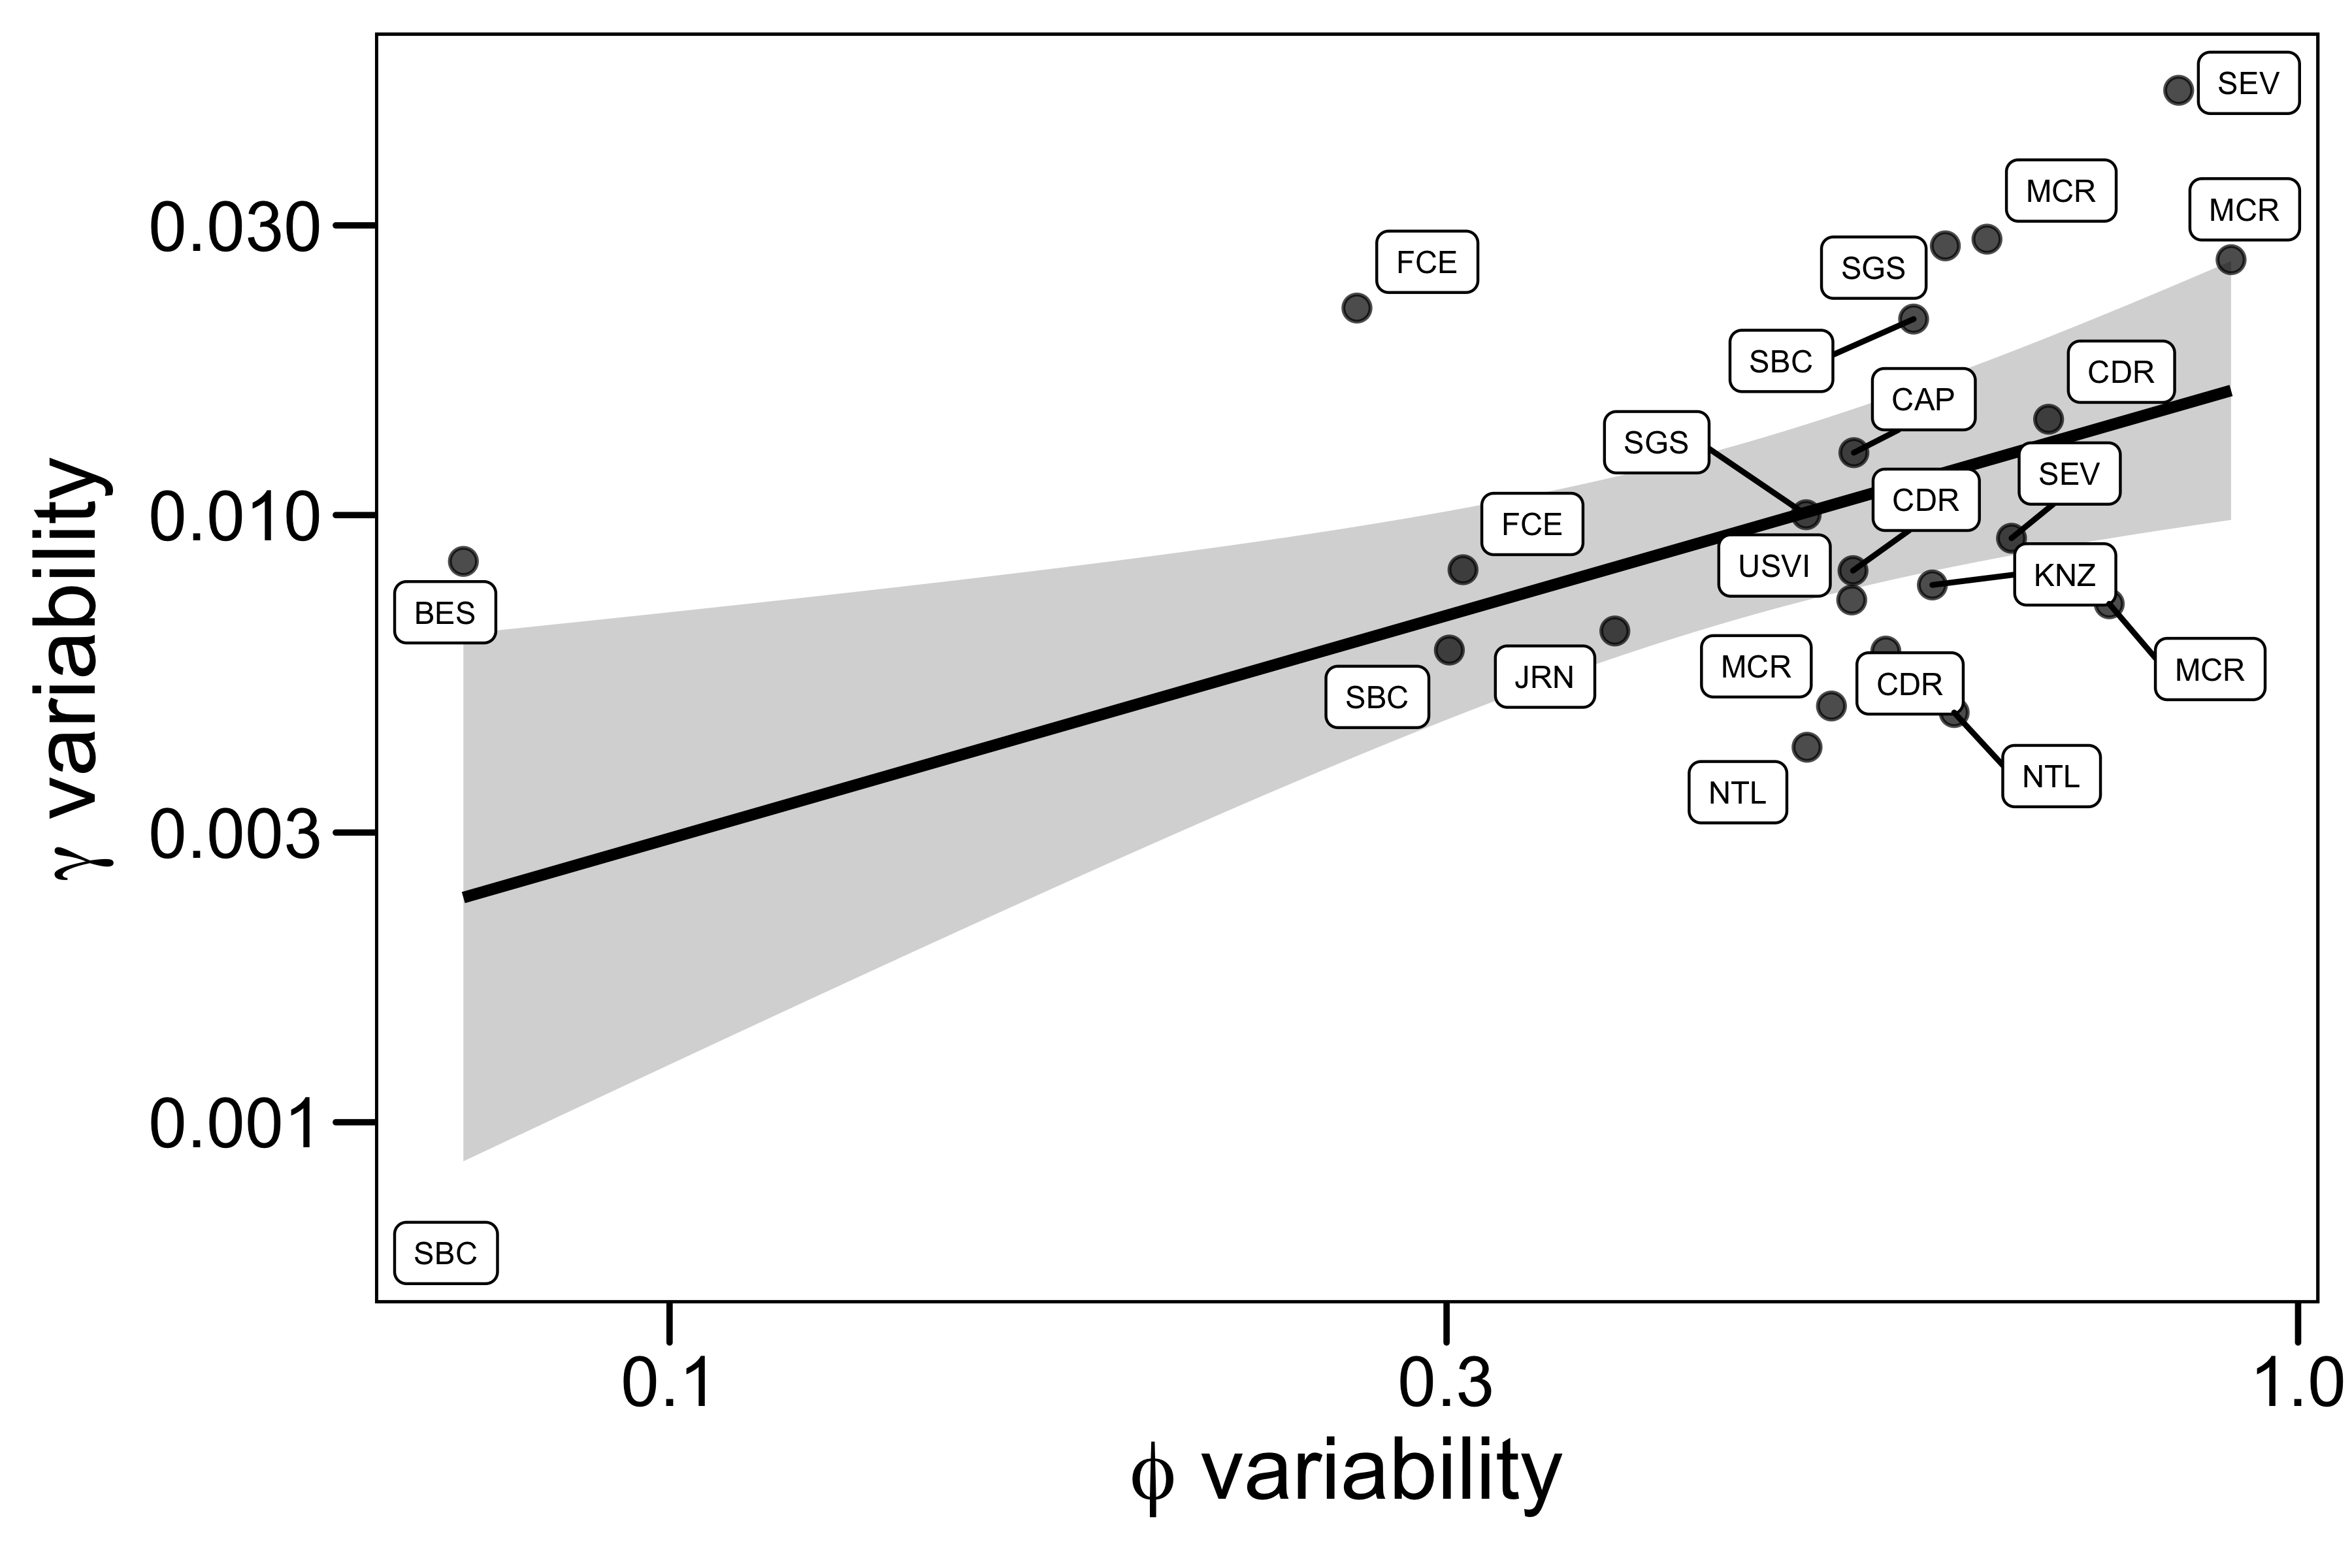 SEV
MCR
MCR
0.030
FCE
SGS
SBC
CDR
CAP
SGS
SEV
CDR
0.010
FCE
USVI
KNZ
BES
MCR
MCR
JRN
CDR
SBC
NTL
NTL
0.003
γ variability
0.001
SBC
0.1
0.3
1.0
ϕ variability